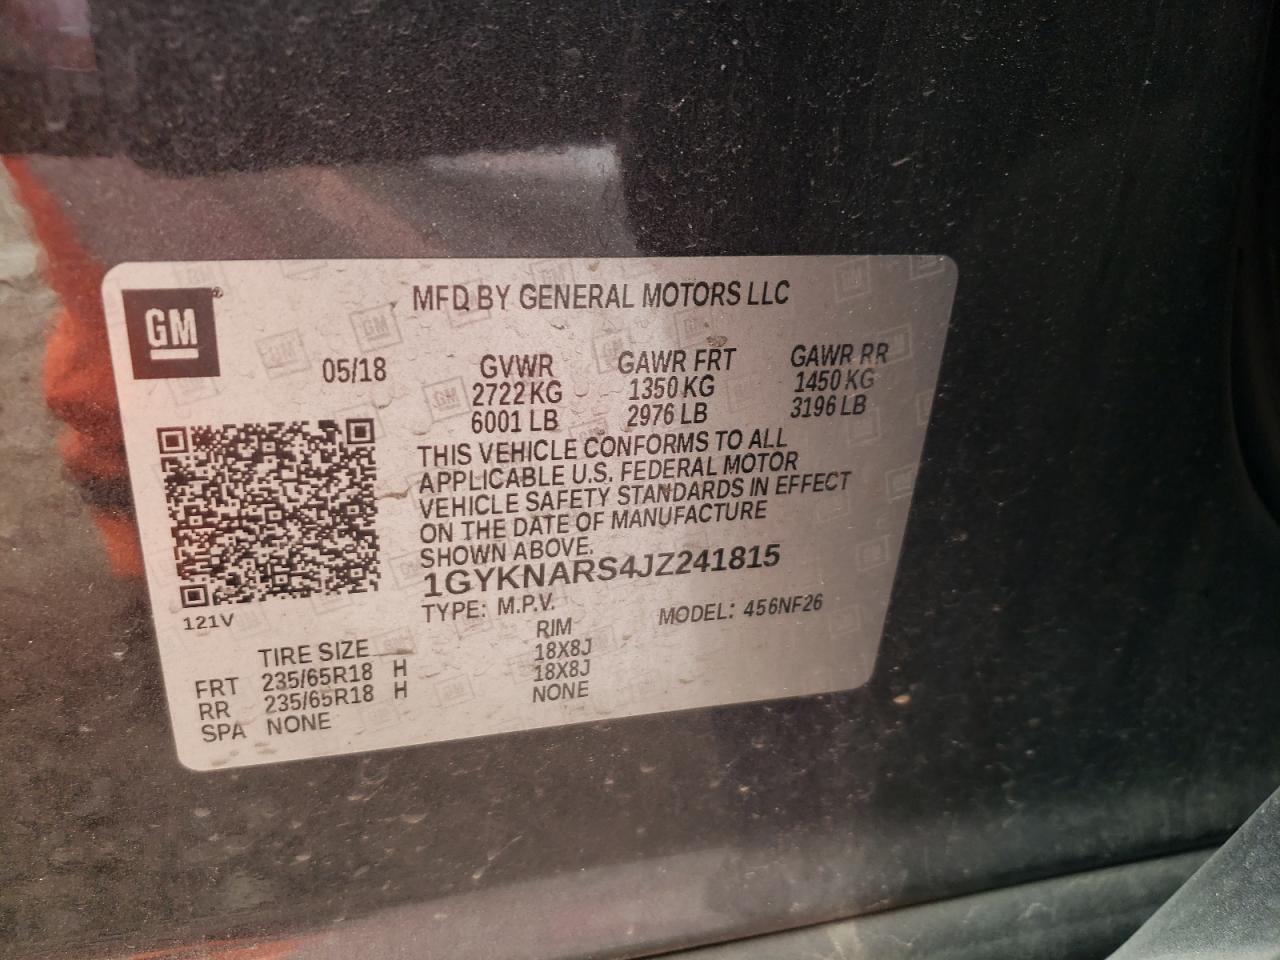 GM
MFD BY GENERAL MOTORS LLC
05/18 GVWR GAWR FRT GAWR RR
2722 KG 1350 KG 1450 KG
6001 LB 2976 LB 3196 LB
THIS VEHICLE CONFORMS TO ALL
APPLICABLE U.S. FEDERAL MOTOR
VEHICLE SAFETY STANDARDS IN EFFECT
ON THE DATE OF MANUFACTURE
SHOWN ABOVE.
1GYKNARS4JZ241815
121V
TYPE: M.P.V. MODEL: 456NF26
TIRE SIZE RIM
FRT 235/65R18 H 18X8J
RR 235/65R18 H 18X8J
SPA NONE NONE